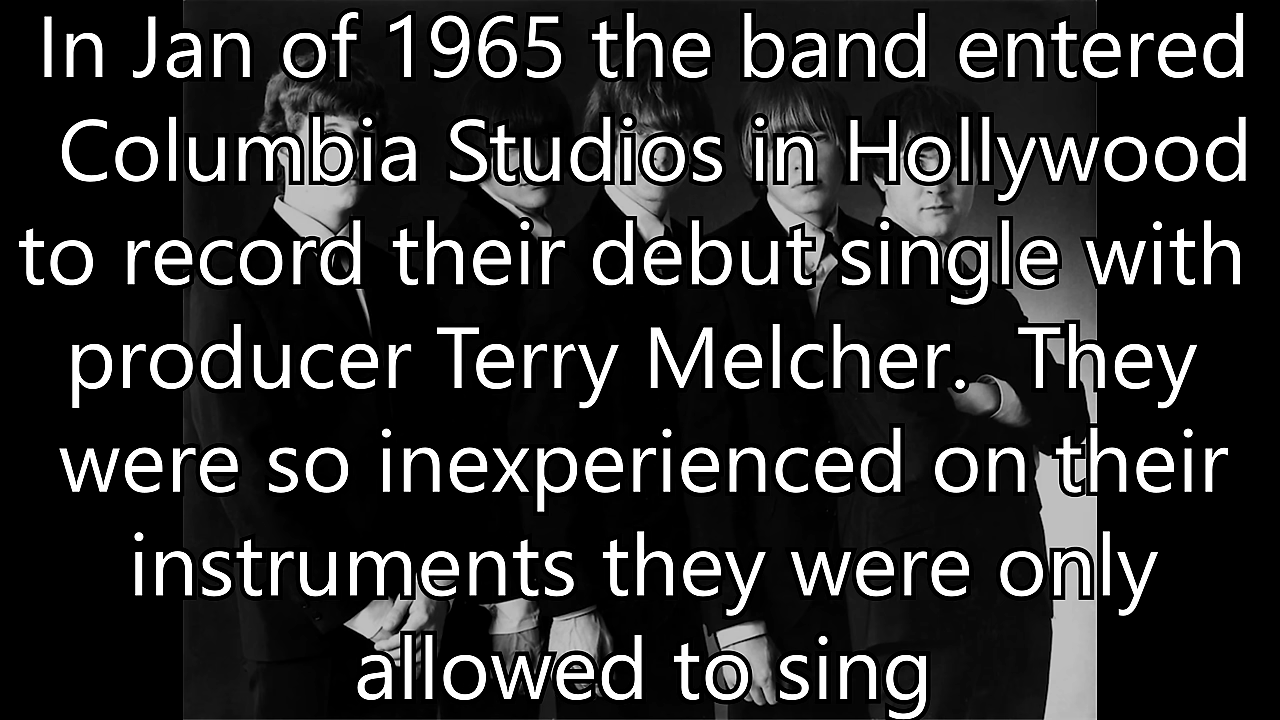 In Jan of 1965 the band entered
Columbia Studios in Hollywood
to record their debut single with
producer Terry Melcher.  They
were so inexperienced on their
instruments they were only
allowed to sing